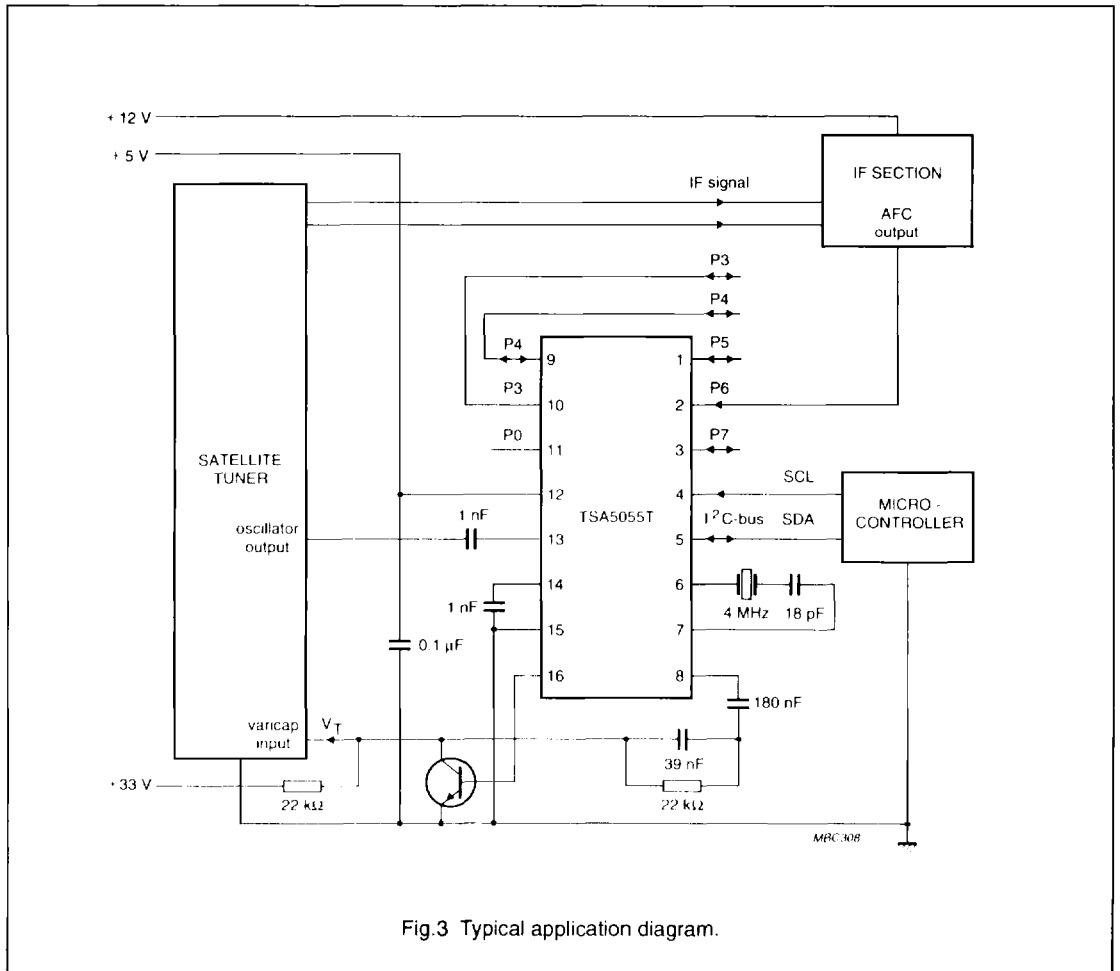 + 12 V
+ 5 V
IF SECTION
AFC
output
IF signal
P3
P4
P4
9
1
P5
P3
10
2
P6
P0
11
3
P7
SATELLITE
TUNER
12
4
SCL
1 nF
TSA5055T
I²C-bus
SDA
MICRO -
CONTROLLER
oscillator
output
13
5
14
6
1 nF
4 MHz
18 pF
15
7
0.1 µF
16
8
180 nF
varicap
input
V_T
39 nF
+33 V
22 kΩ
22 kΩ
MBC308
Fig.3 Typical application diagram.